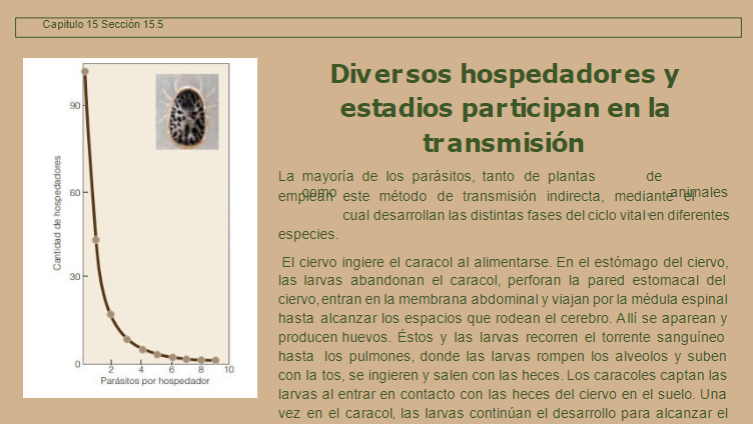 Capitulo 15 Sección 15.5
Diversos hospedadores y
estadios participan en la
transmisión
La mayoría de los parásitos, tanto de plantas como de animales
emplean este método de transmisión indirecta, mediante el
cual desarrollan las distintas fases del ciclo vital en diferentes
especies.
El ciervo ingiere el caracol al alimentarse. En el estómago del ciervo,
las larvas abandonan el caracol, perforan la pared estomacal del
ciervo, entran en la membrana abdominal y viajan por la médula espinal
hasta alcanzar los espacios que rodean el cerebro. Allí se aparean y
producen huevos. Éstos y las larvas recorren el torrente sanguíneo
hasta los pulmones, donde las larvas rompen los alveolos y suben
con la tos, se ingieren y salen con las heces. Los caracoles captan las
larvas al entrar en contacto con las heces del ciervo en el suelo. Una
vez en el caracol, las larvas continúan el desarrollo para alcanzar el
Cantidad de hospedadores
90
60
30
0
2 4 6 8 10
Parásitos por hospedador